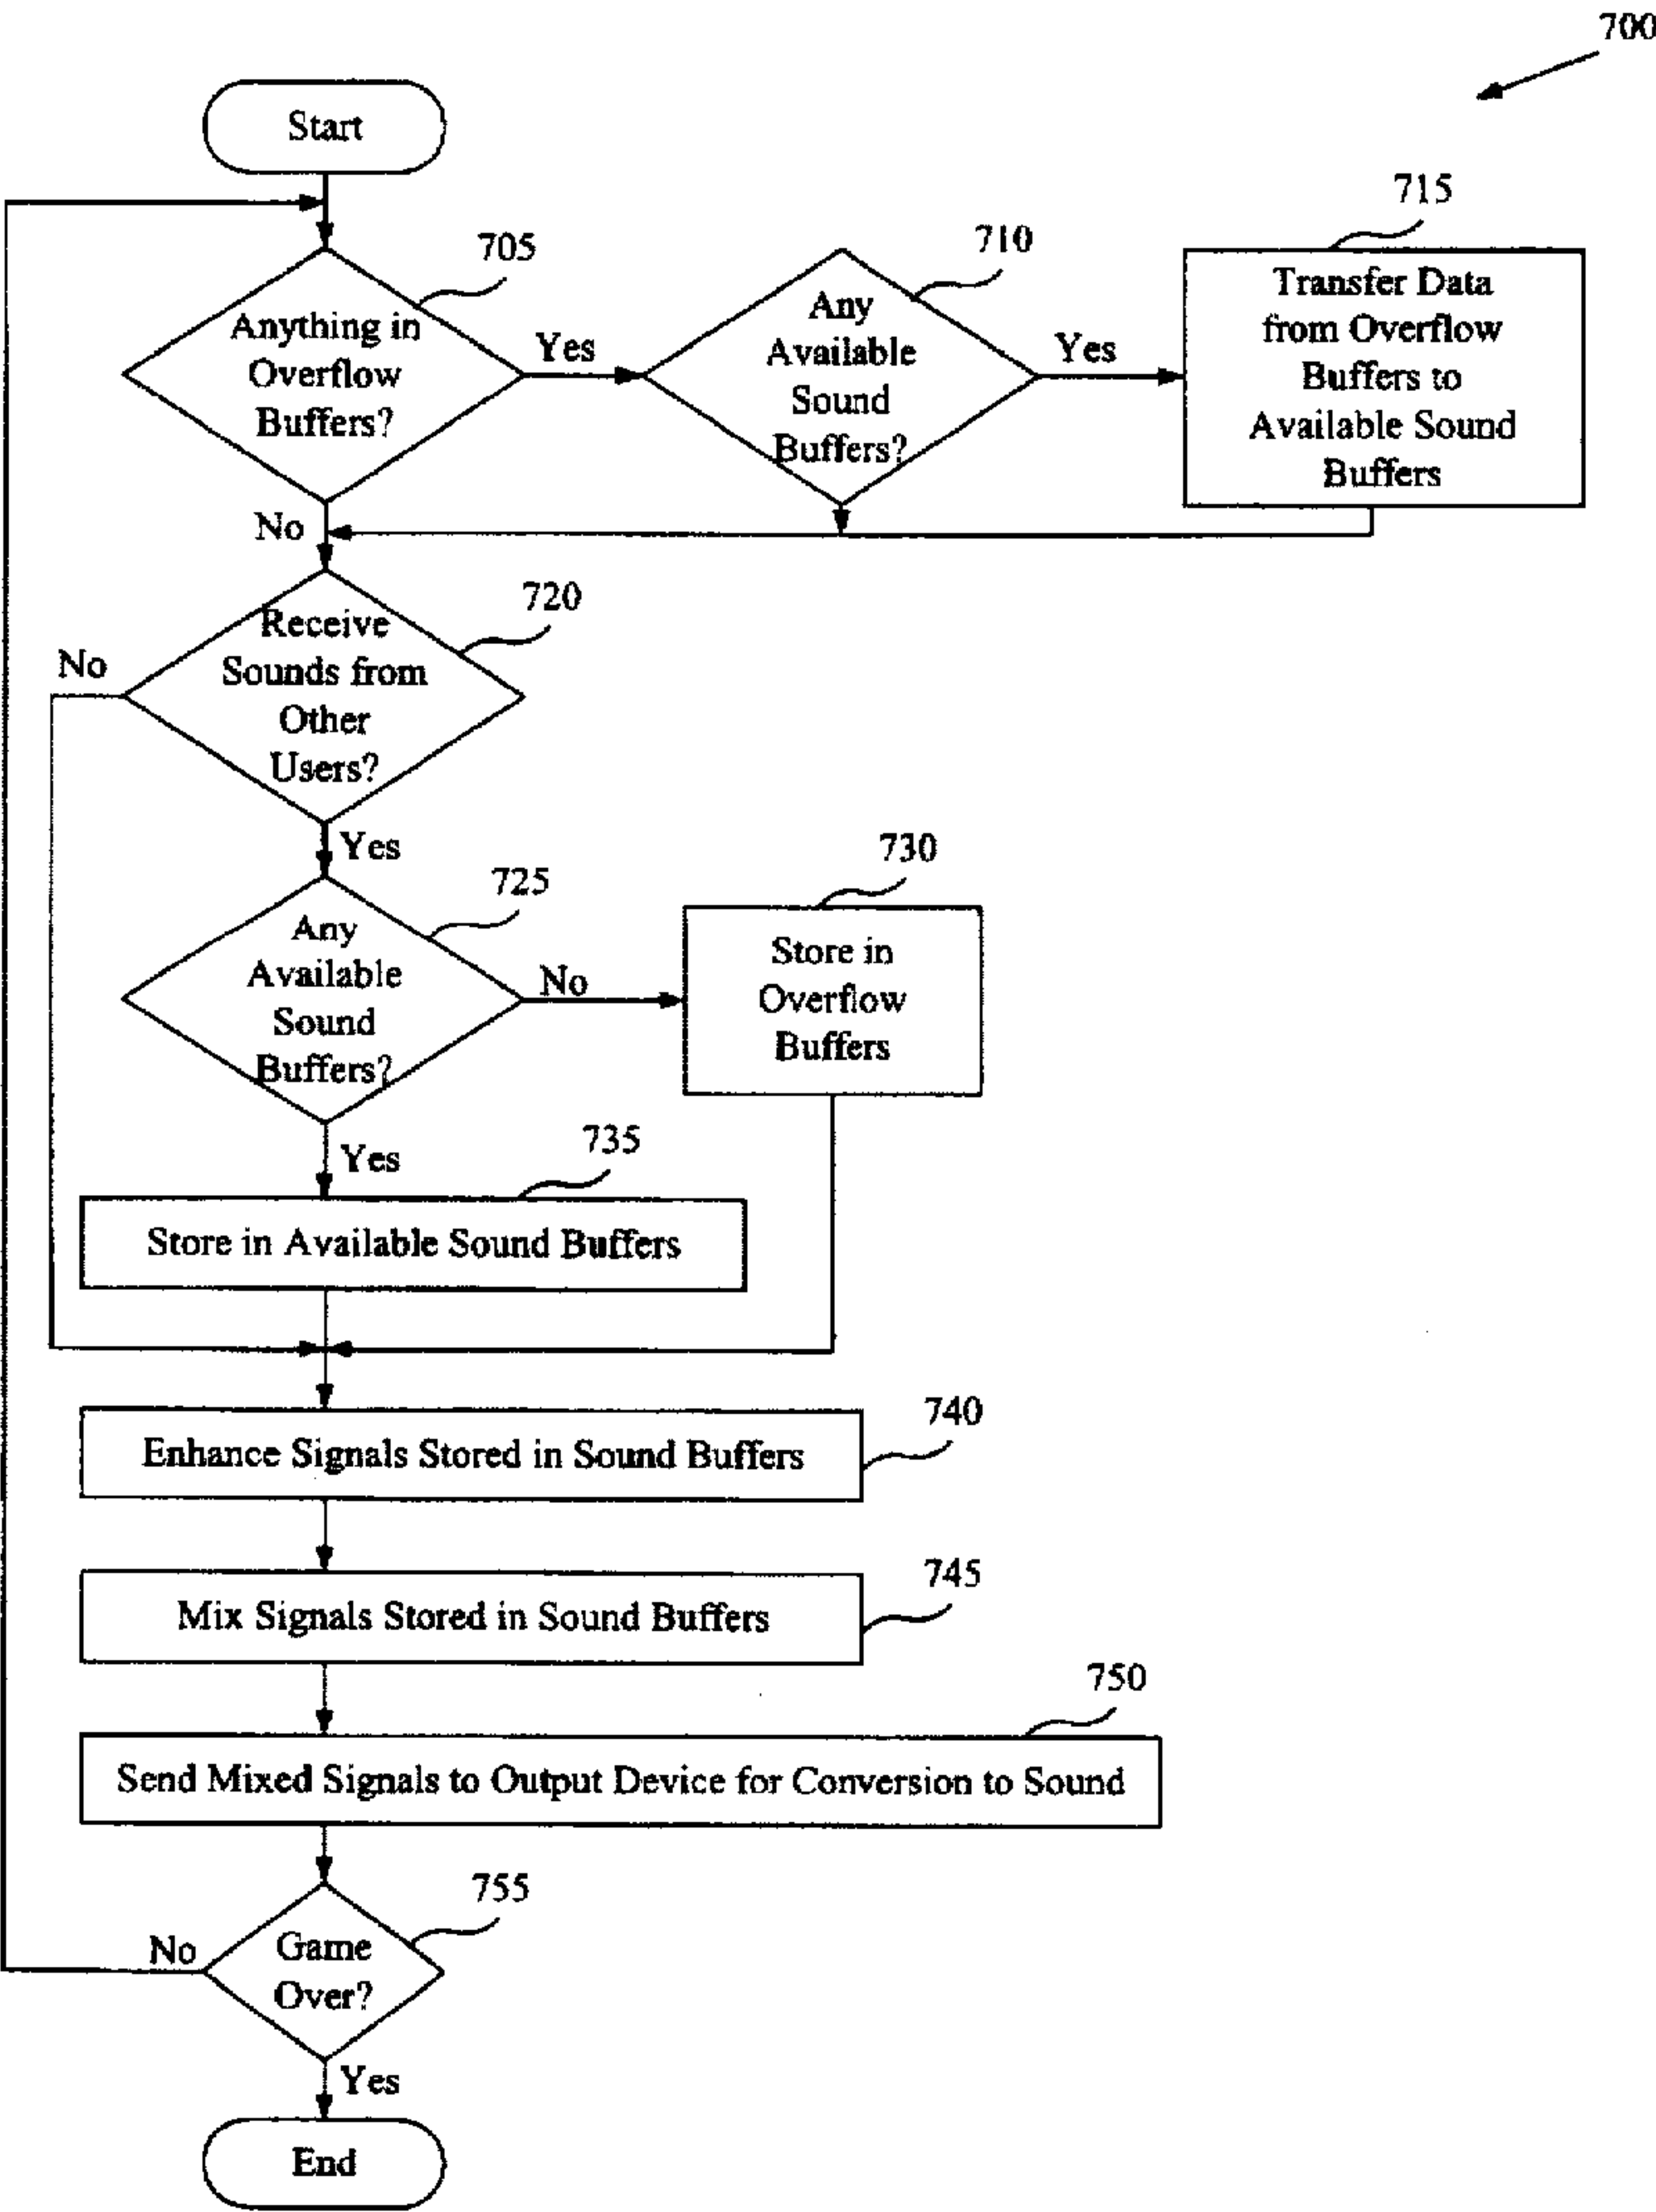 700
Start
705
Anything in
Overflow
Buffers?
Yes
710
Any
Available
Sound
Buffers?
Yes
715
Transfer Data
from Overflow
Buffers to
Available Sound
Buffers
No
720
Receive
Sounds from
Other
Users?
No
Yes
725
Any
Available
Sound
Buffers?
No
730
Store in
Overflow
Buffers
Yes
735
Store in Available Sound Buffers
740
Enhance Signals Stored in Sound Buffers
745
Mix Signals Stored in Sound Buffers
750
Send Mixed Signals to Output Device for Conversion to Sound
755
Game
Over?
No
Yes
End